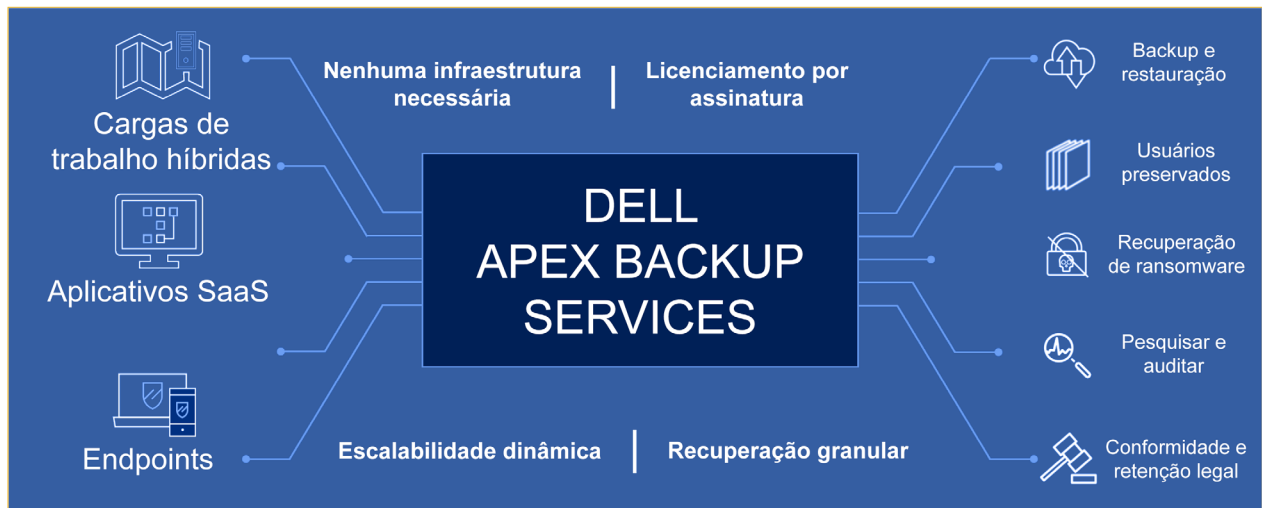 Cargas de
trabalho híbridas
Aplicativos SaaS
Endpoints
Nenhuma infraestrutura
necessária
Licenciamento por
assinatura
DELL
APEX BACKUP
SERVICES
Escalabilidade dinâmica
Recuperação granular
Backup e
restauração
Usuários
preservados
Recuperação
de ransomware
Pesquisar e
auditar
Conformidade e
retenção legal